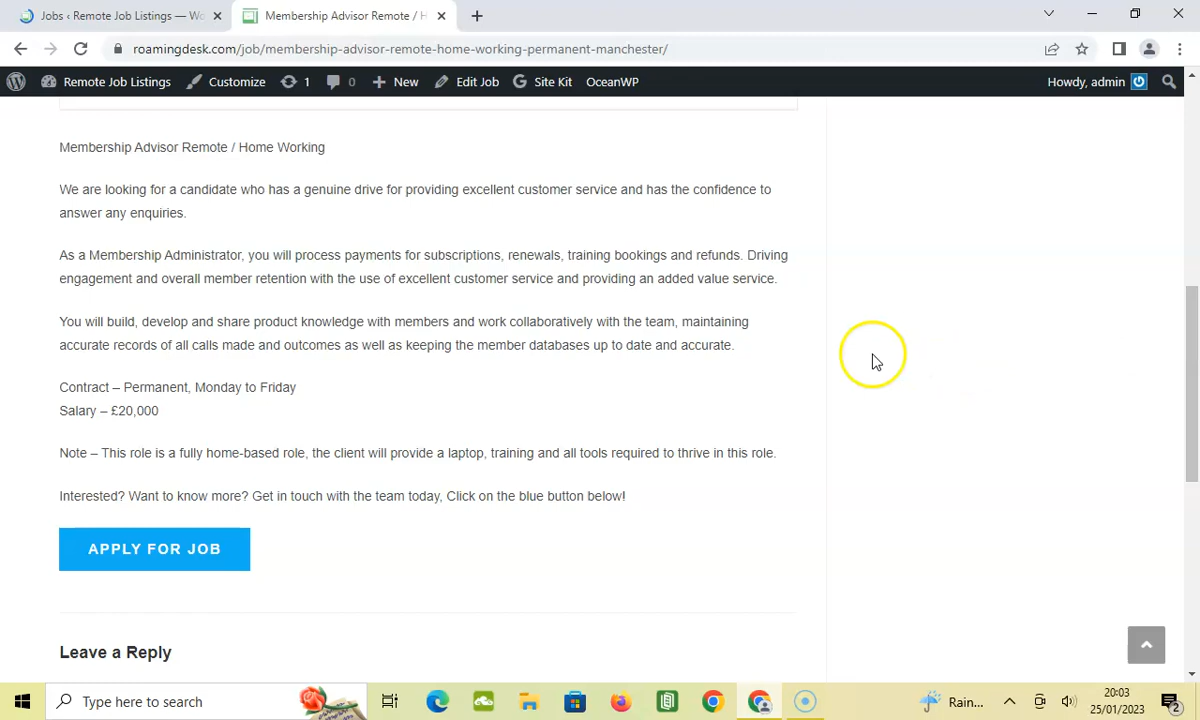 Jobs ‹ Remote Job Listings — Wo
Membership Advisor Remote / H
roamingdesk.com/job/membership-advisor-remote-home-working-permanent-manchester/
Remote Job Listings
Customize
1
0
New
Edit Job
Site Kit
OceanWP
Howdy, admin
Membership Advisor Remote / Home Working
We are looking for a candidate who has a genuine drive for providing excellent customer service and has the confidence to
answer any enquiries.
As a Membership Administrator, you will process payments for subscriptions, renewals, training bookings and refunds. Driving
engagement and overall member retention with the use of excellent customer service and providing an added value service.
You will build, develop and share product knowledge with members and work collaboratively with the team, maintaining
accurate records of all calls made and outcomes as well as keeping the member databases up to date and accurate.
Contract – Permanent, Monday to Friday
Salary – £20,000
Note – This role is a fully home-based role, the client will provide a laptop, training and all tools required to thrive in this role.
Interested? Want to know more? Get in touch with the team today, Click on the blue button below!
APPLY FOR JOB
Leave a Reply
Type here to search
Rain...
20:03
25/01/2023
2